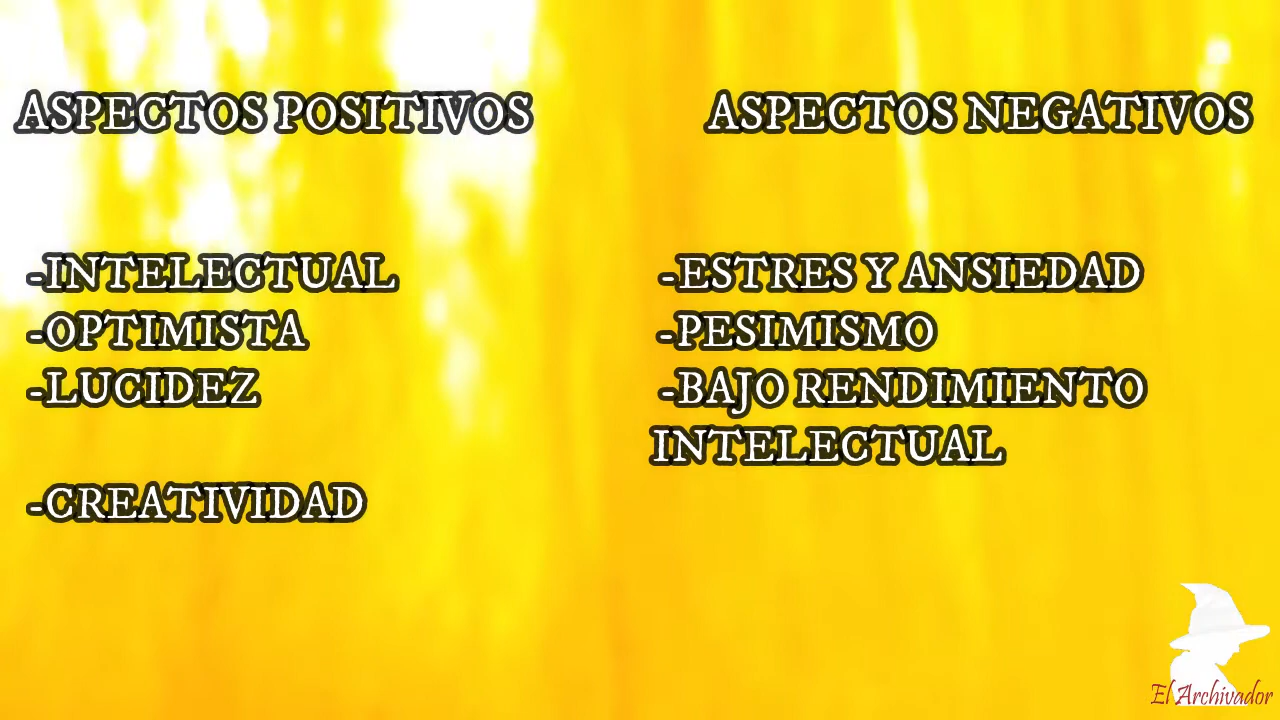 ASPECTOS POSITIVOS
-INTELECTUAL
-OPTIMISTA
-LUCIDEZ
-CREATIVIDAD
ASPECTOS NEGATIVOS
-ESTRES Y ANSIEDAD
-PESIMISMO
-BAJO RENDIMIENTO
INTELECTUAL
El Archivador